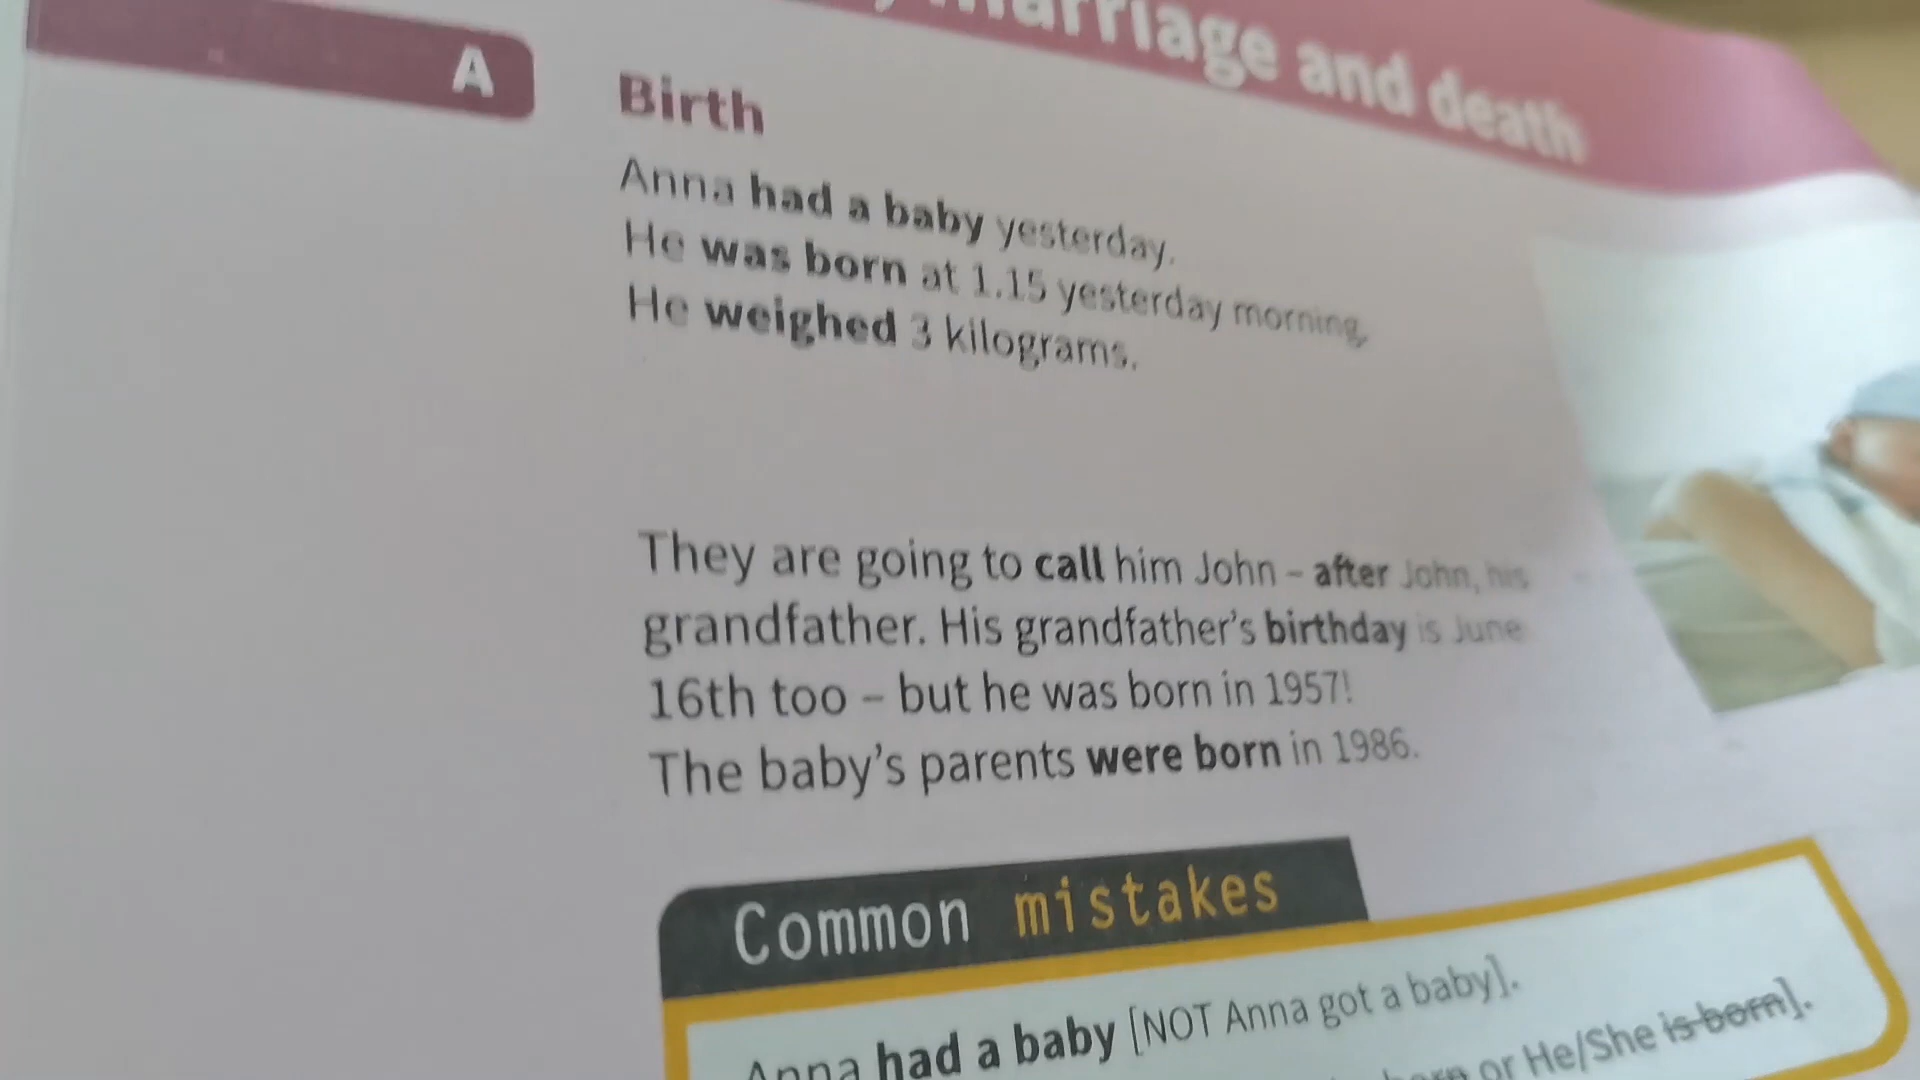 marriage and death
A
Birth
Anna had a baby yesterday.
He was born at 1.15 yesterday morning.
He weighed 3 kilograms.
They are going to call him John – after John, his
grandfather. His grandfather's birthday is June
16th too – but he was born in 1957!
The baby's parents were born in 1986.
Common mistakes
Anna had a baby [NOT Anna got a baby].
born or He/She is born].